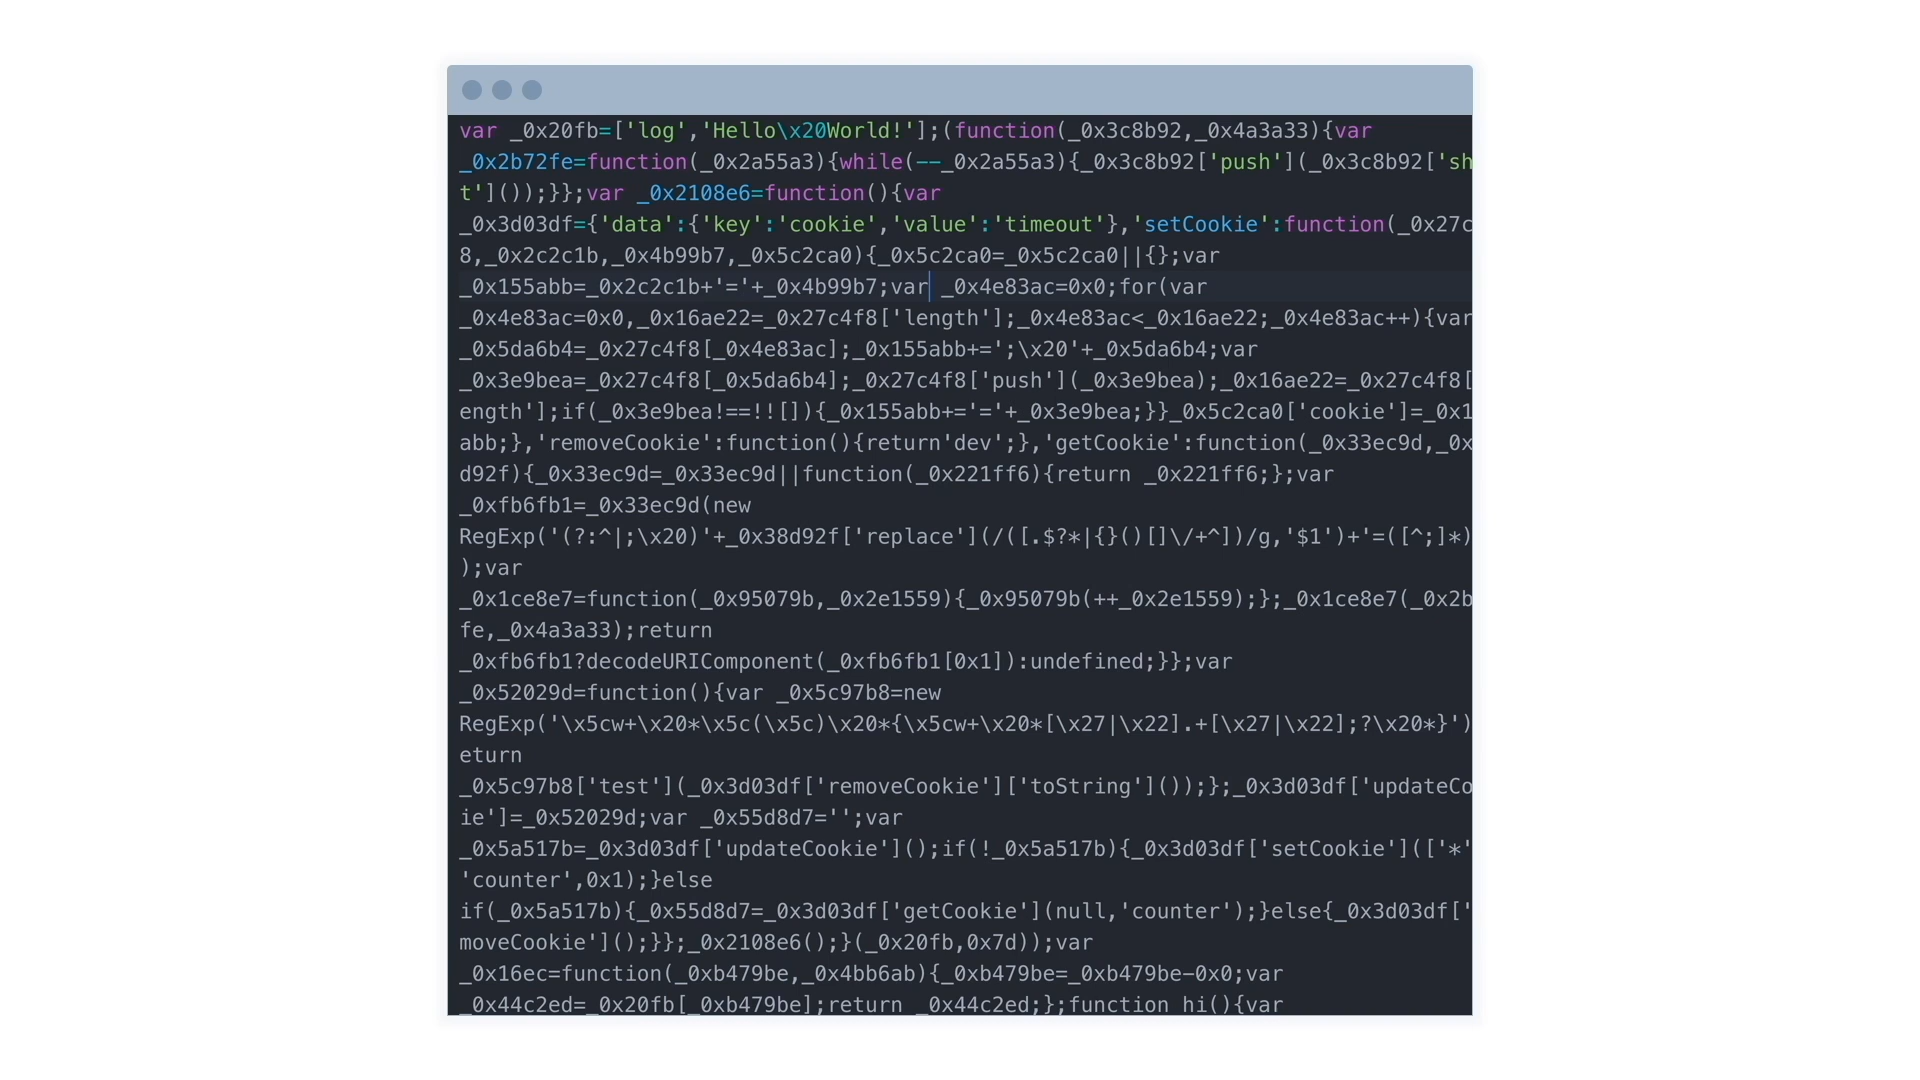 var _0x20fb=['log','Hello\x20World!'];(function(_0x3c8b92,_0x4a3a33){var
_0x2b72fe=function(_0x2a55a3){while(--_0x2a55a3){_0x3c8b92['push'](_0x3c8b92['sh
t']());}};var _0x2108e6=function(){var
_0x3d03df={'data':{'key':'cookie','value':'timeout'},'setCookie':function(_0x27c
8,_0x2c2c1b,_0x4b99b7,_0x5c2ca0){_0x5c2ca0=_0x5c2ca0||{};var
_0x155abb=_0x2c2c1b+'='+_0x4b99b7;var _0x4e83ac=0x0;for(var
_0x4e83ac=0x0,_0x16ae22=_0x27c4f8['length'];_0x4e83ac<_0x16ae22;_0x4e83ac++){var
_0x5da6b4=_0x27c4f8[_0x4e83ac];_0x155abb+=';\x20'+_0x5da6b4;var
_0x3e9bea=_0x27c4f8[_0x5da6b4];_0x27c4f8['push'](_0x3e9bea);_0x16ae22=_0x27c4f8[
ength'];if(_0x3e9bea!==!![]){_0x155abb+='='+_0x3e9bea;}}_0x5c2ca0['cookie']=_0x1
abb;},'removeCookie':function(){return'dev';},'getCookie':function(_0x33ec9d,_0x
d92f){_0x33ec9d=_0x33ec9d||function(_0x221ff6){return _0x221ff6;};var
_0xfb6fb1=_0x33ec9d(new
RegExp('(?:^|;\x20)'+_0x38d92f['replace'](/([.$?*|{}()[]\/+^])/g,'$1')+'=([^;]*)
);var
_0x1ce8e7=function(_0x95079b,_0x2e1559){_0x95079b(++_0x2e1559);};_0x1ce8e7(_0x2b
fe,_0x4a3a33);return
_0xfb6fb1?decodeURIComponent(_0xfb6fb1[0x1]):undefined;}};var
_0x52029d=function(){var _0x5c97b8=new
RegExp('\x5cw+\x20*\x5c(\x5c)\x20*{\x5cw+\x20*[\x27|\x22].+[\x27|\x22];?\x20*}')
eturn
_0x5c97b8['test'](_0x3d03df['removeCookie']['toString']());};_0x3d03df['updateCo
ie']=_0x52029d;var _0x55d8d7='';var
_0x5a517b=_0x3d03df['updateCookie']();if(!_0x5a517b){_0x3d03df['setCookie'](['*'
'counter',0x1);}else
if(_0x5a517b){_0x55d8d7=_0x3d03df['getCookie'](null,'counter');}else{_0x3d03df['
moveCookie']();}};_0x2108e6();}(_0x20fb,0x7d));var
_0x16ec=function(_0xb479be,_0x4bb6ab){_0xb479be=_0xb479be-0x0;var
_0x44c2ed=_0x20fb[_0xb479be];return _0x44c2ed;};function hi(){var